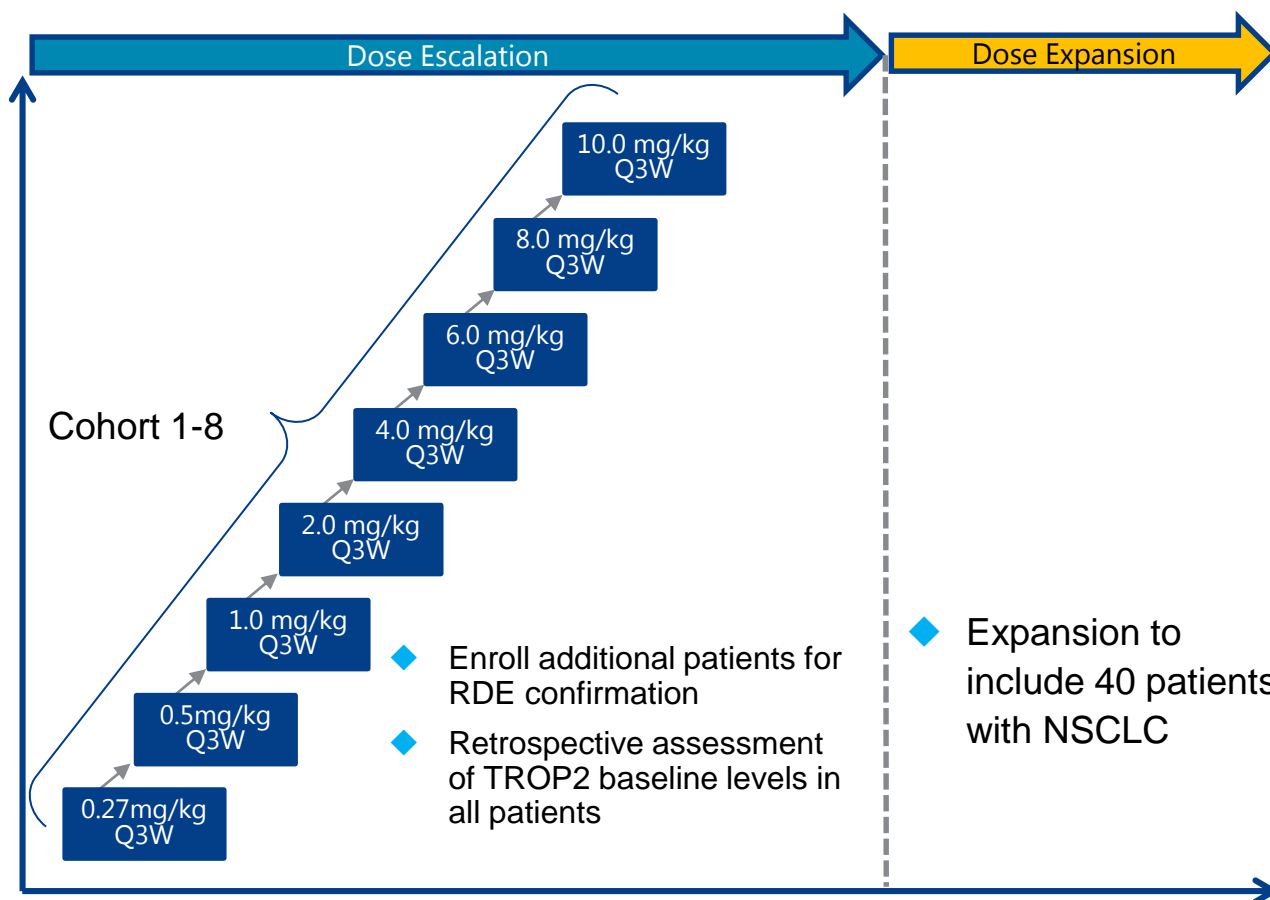 Dose Escalation
Dose Expansion
10.0 mg/kg
Q3W
8.0 mg/kg
Q3W
6.0 mg/kg
Q3W
4.0 mg/kg
Q3W
2.0 mg/kg
Q3W
1.0 mg/kg
Q3W
0.5mg/kg
Q3W
0.27mg/kg
Q3W
Cohort 1-8
Enroll additional patients for
RDE confirmation
Retrospective assessment
of TROP2 baseline levels in
all patients
Expansion to
include 40 patients
with NSCLC